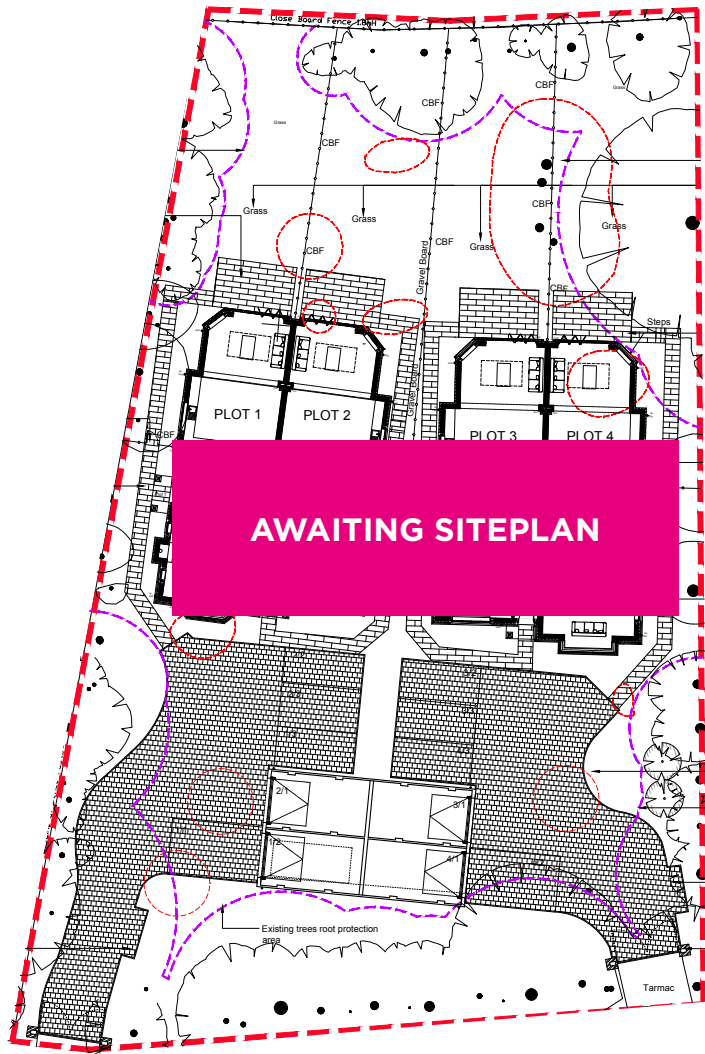 Close Board Fence 1.8M
CBF
Grass
Grass
CBF
CBF
CBF
CBF
Grass
Grass
Grass
Grass
CBF
CBF
Gravel Board
CBF
Steps
Gravel Board
PLOT 1
PLOT 2
PLOT 3
PLOT 4
CBF
AWAITING SITEPLAN
2/1
3/1
1/2
4/1
Existing trees root protection
area
Tarmac